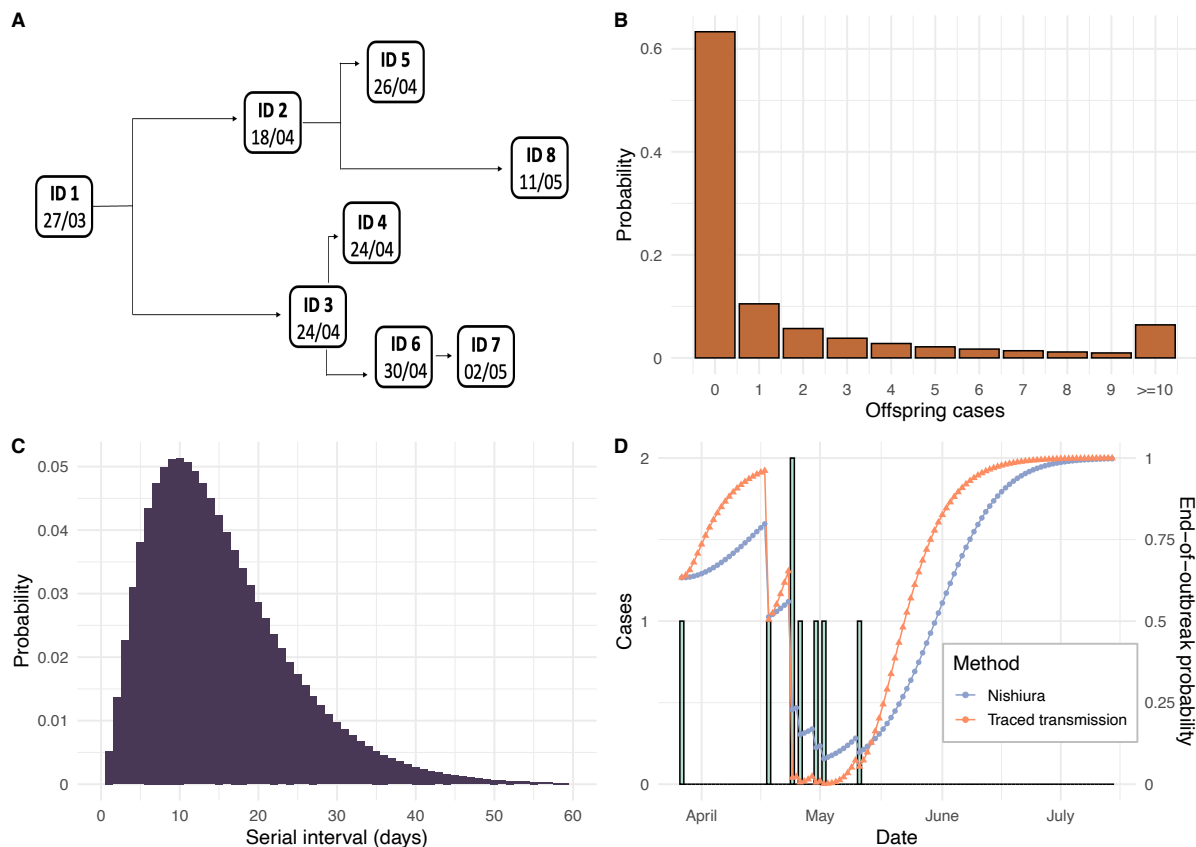 A
ID 1
27/03
ID 2
18/04
ID 5
26/04
ID 8
11/05
ID 4
24/04
ID 3
24/04
ID 6
30/04
ID 7
02/05
B
Probability
0.6
0.4
0.2
0
0 1 2 3 4 5 6 7 8 9 >=10
Offspring cases
C
Probability
0.05
0.04
0.03
0.02
0.01
0
0 10 20 30 40 50 60
Serial interval (days)
D
Cases
2
1
0
End-of-outbreak probability
1
0.75
0.5
0.25
0
Method
Nishiura
Traced transmission
April May June July
Date